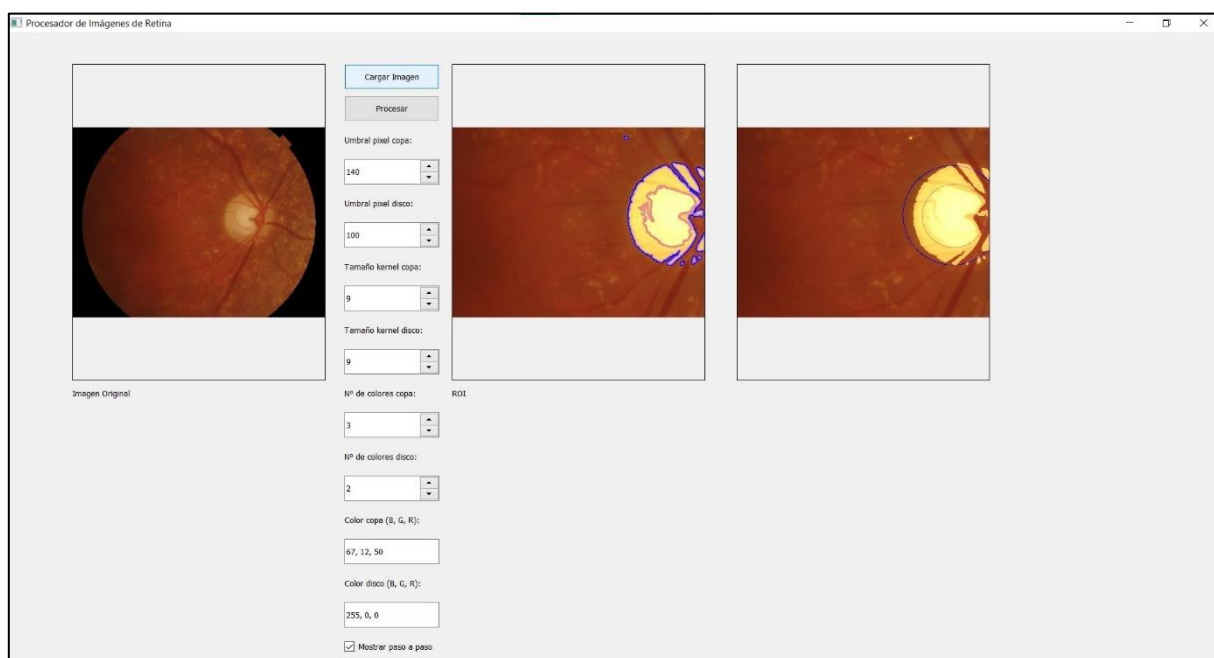 Procesador de Imágenes de Retina
Cargar Imagen
Procesar
Umbral pixel copa:
140
Umbral pixel disco:
100
Tamaño kernel copa:
9
Tamaño kernel disco:
9
Imagen Original
Nº de colores copa:
ROI
3
Nº de colores disco:
2
Color copa (B, G, R):
67, 12, 50
Color disco (B, G, R):
255, 0, 0
Mostrar paso a paso